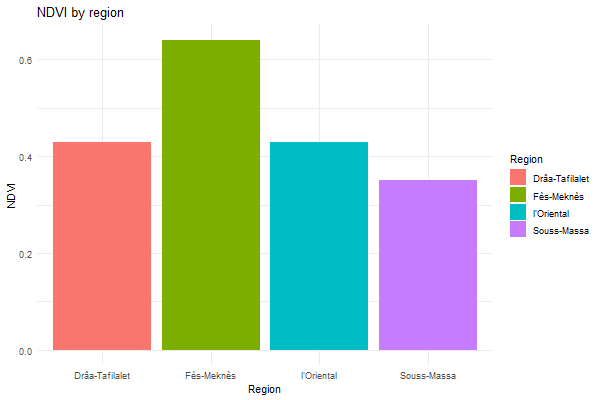 NDVI by region
NDVI
0.6
0.4
0.2
0.0
Drâa-Tafilalet
Fès-Meknès
l'Oriental
Souss-Massa
Region
Region
Drâa-Tafilalet
Fès-Meknès
l'Oriental
Souss-Massa